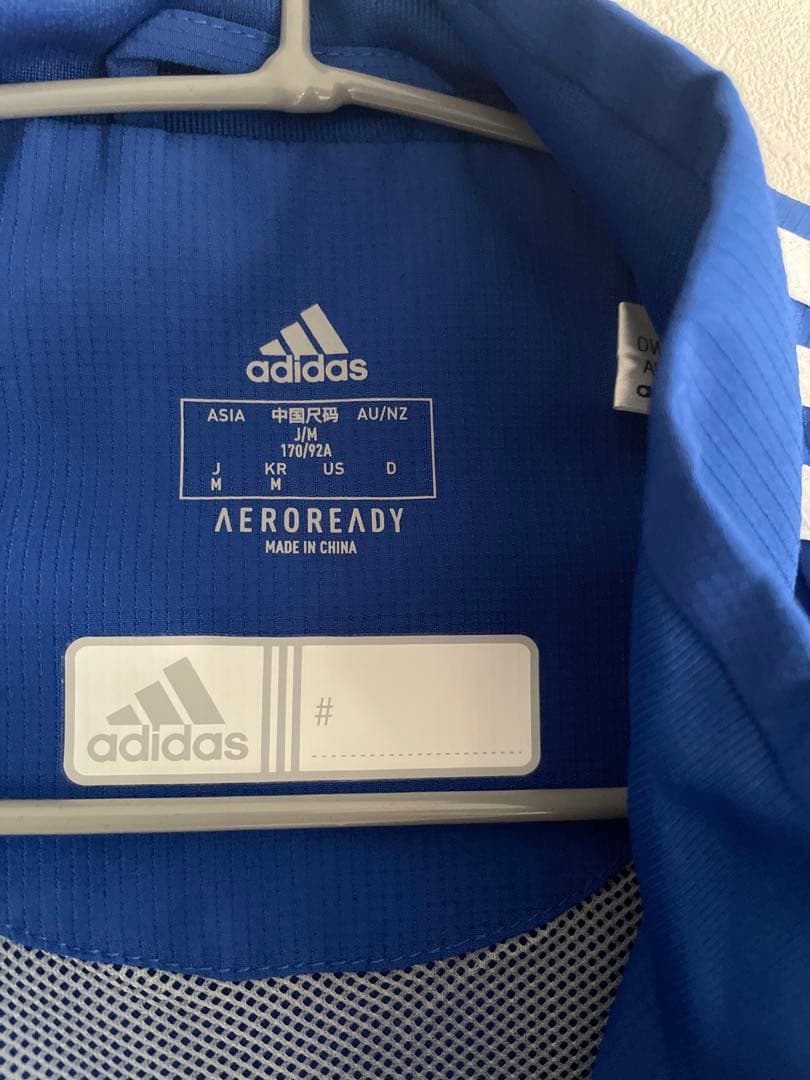 adidas
ASIA 中国尺码 AU/NZ
J/M
170/92A
J KR US D
M M
AEROREADY
MADE IN CHINA
adidas
#